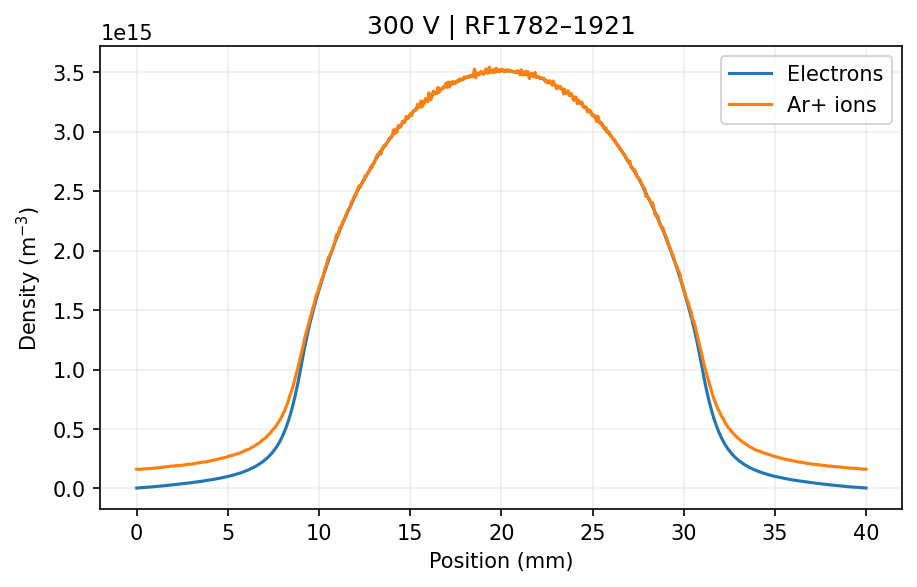 300 V | RF1782–1921
1e15
Electrons
Ar+ ions
3.5
3.0
2.5
2.0
1.5
1.0
0.5
0.0
Density (m⁻³)
0 5 10 15 20 25 30 35 40
Position (mm)